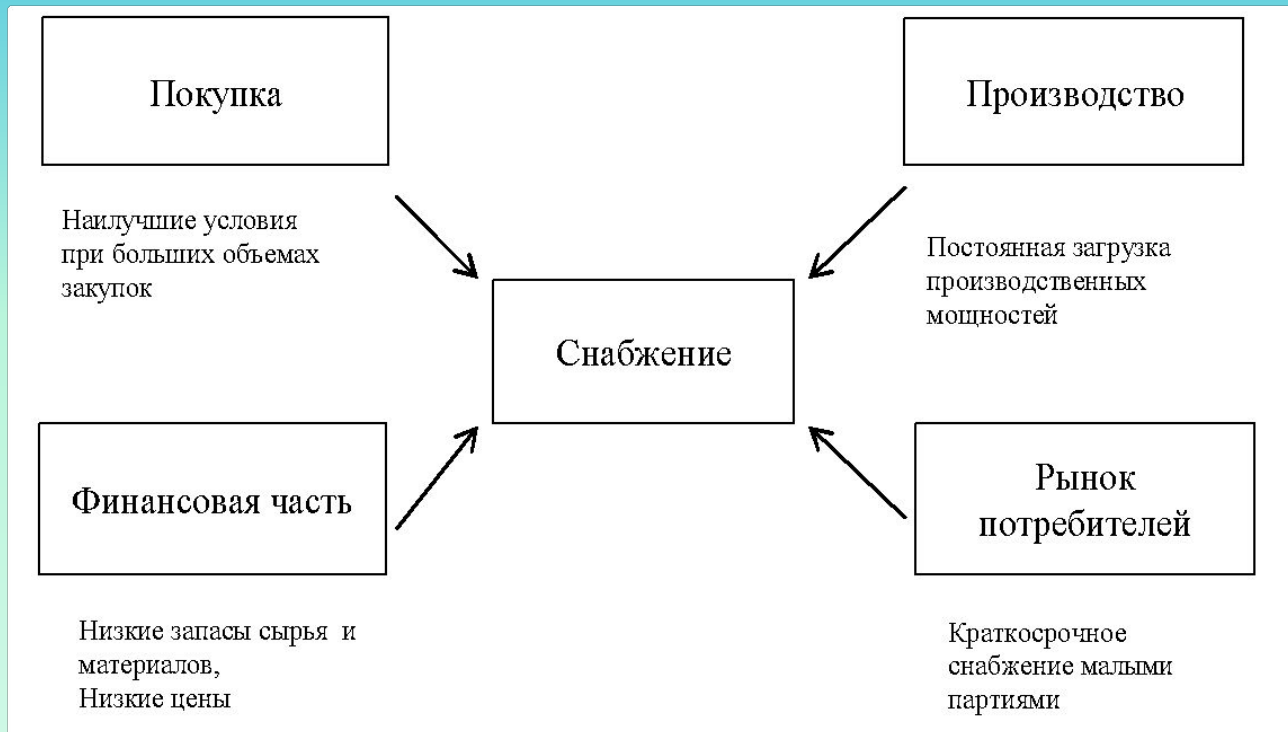 Покупка
Производство
Наилучшие условия
при больших объемах
закупок
Постоянная загрузка
производственных
мощностей
Снабжение
Финансовая часть
Рынок
потребителей
Низкие запасы сырья и
материалов,
Низкие цены
Краткосрочное
снабжение малыми
партиями